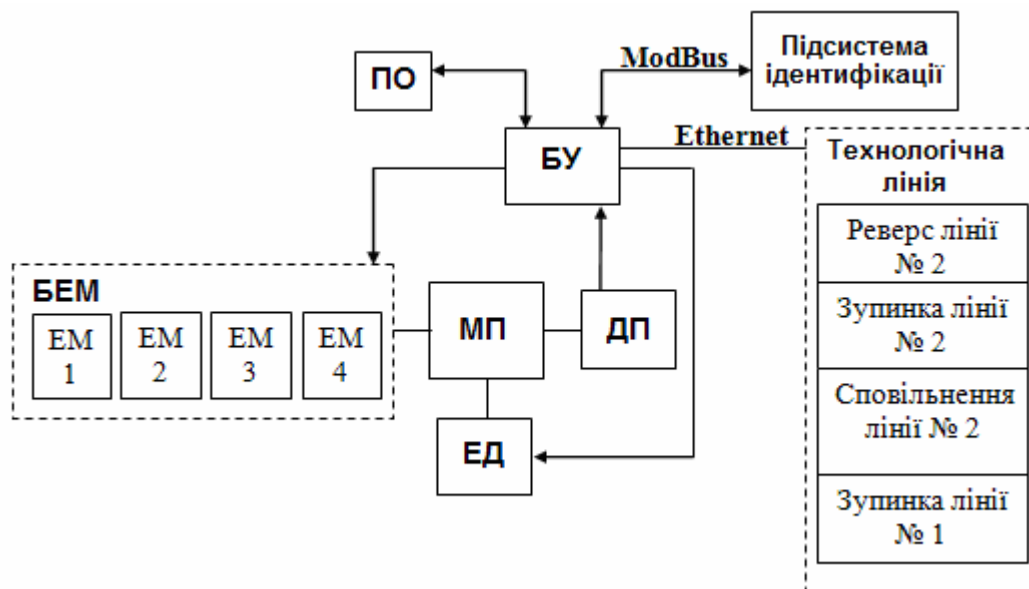 ПО
ModBus
Підсистема
ідентифікації
БУ
Ethernet
Технологічна
лінія
Реверс лінії
№ 2
Зупинка лінії
№ 2
Сповільнення
лінії № 2
Зупинка лінії
№ 1
БЕМ
ЕМ
1
ЕМ
2
ЕМ
3
ЕМ
4
МП
ДП
ЕД